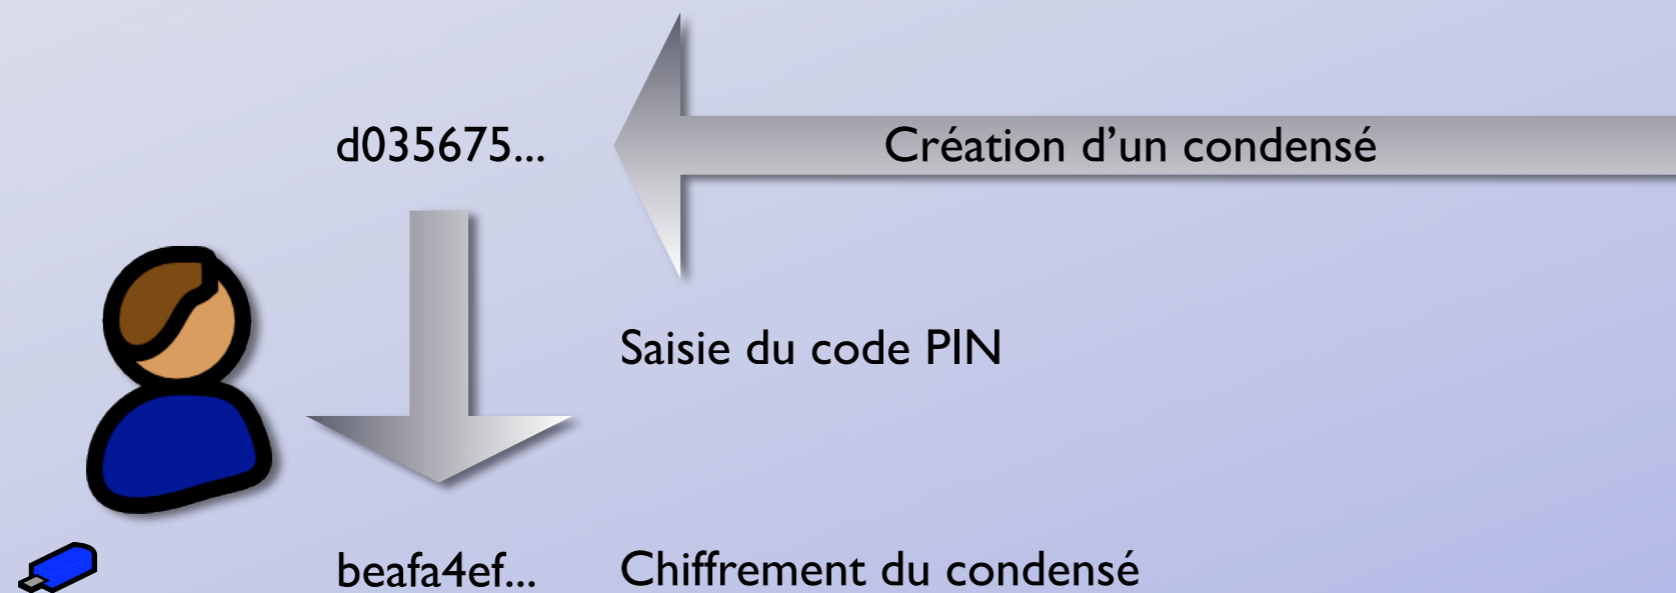 d035675...
Création d’un condensé
Saisie du code PIN
beafa4ef...
Chiffrement du condensé